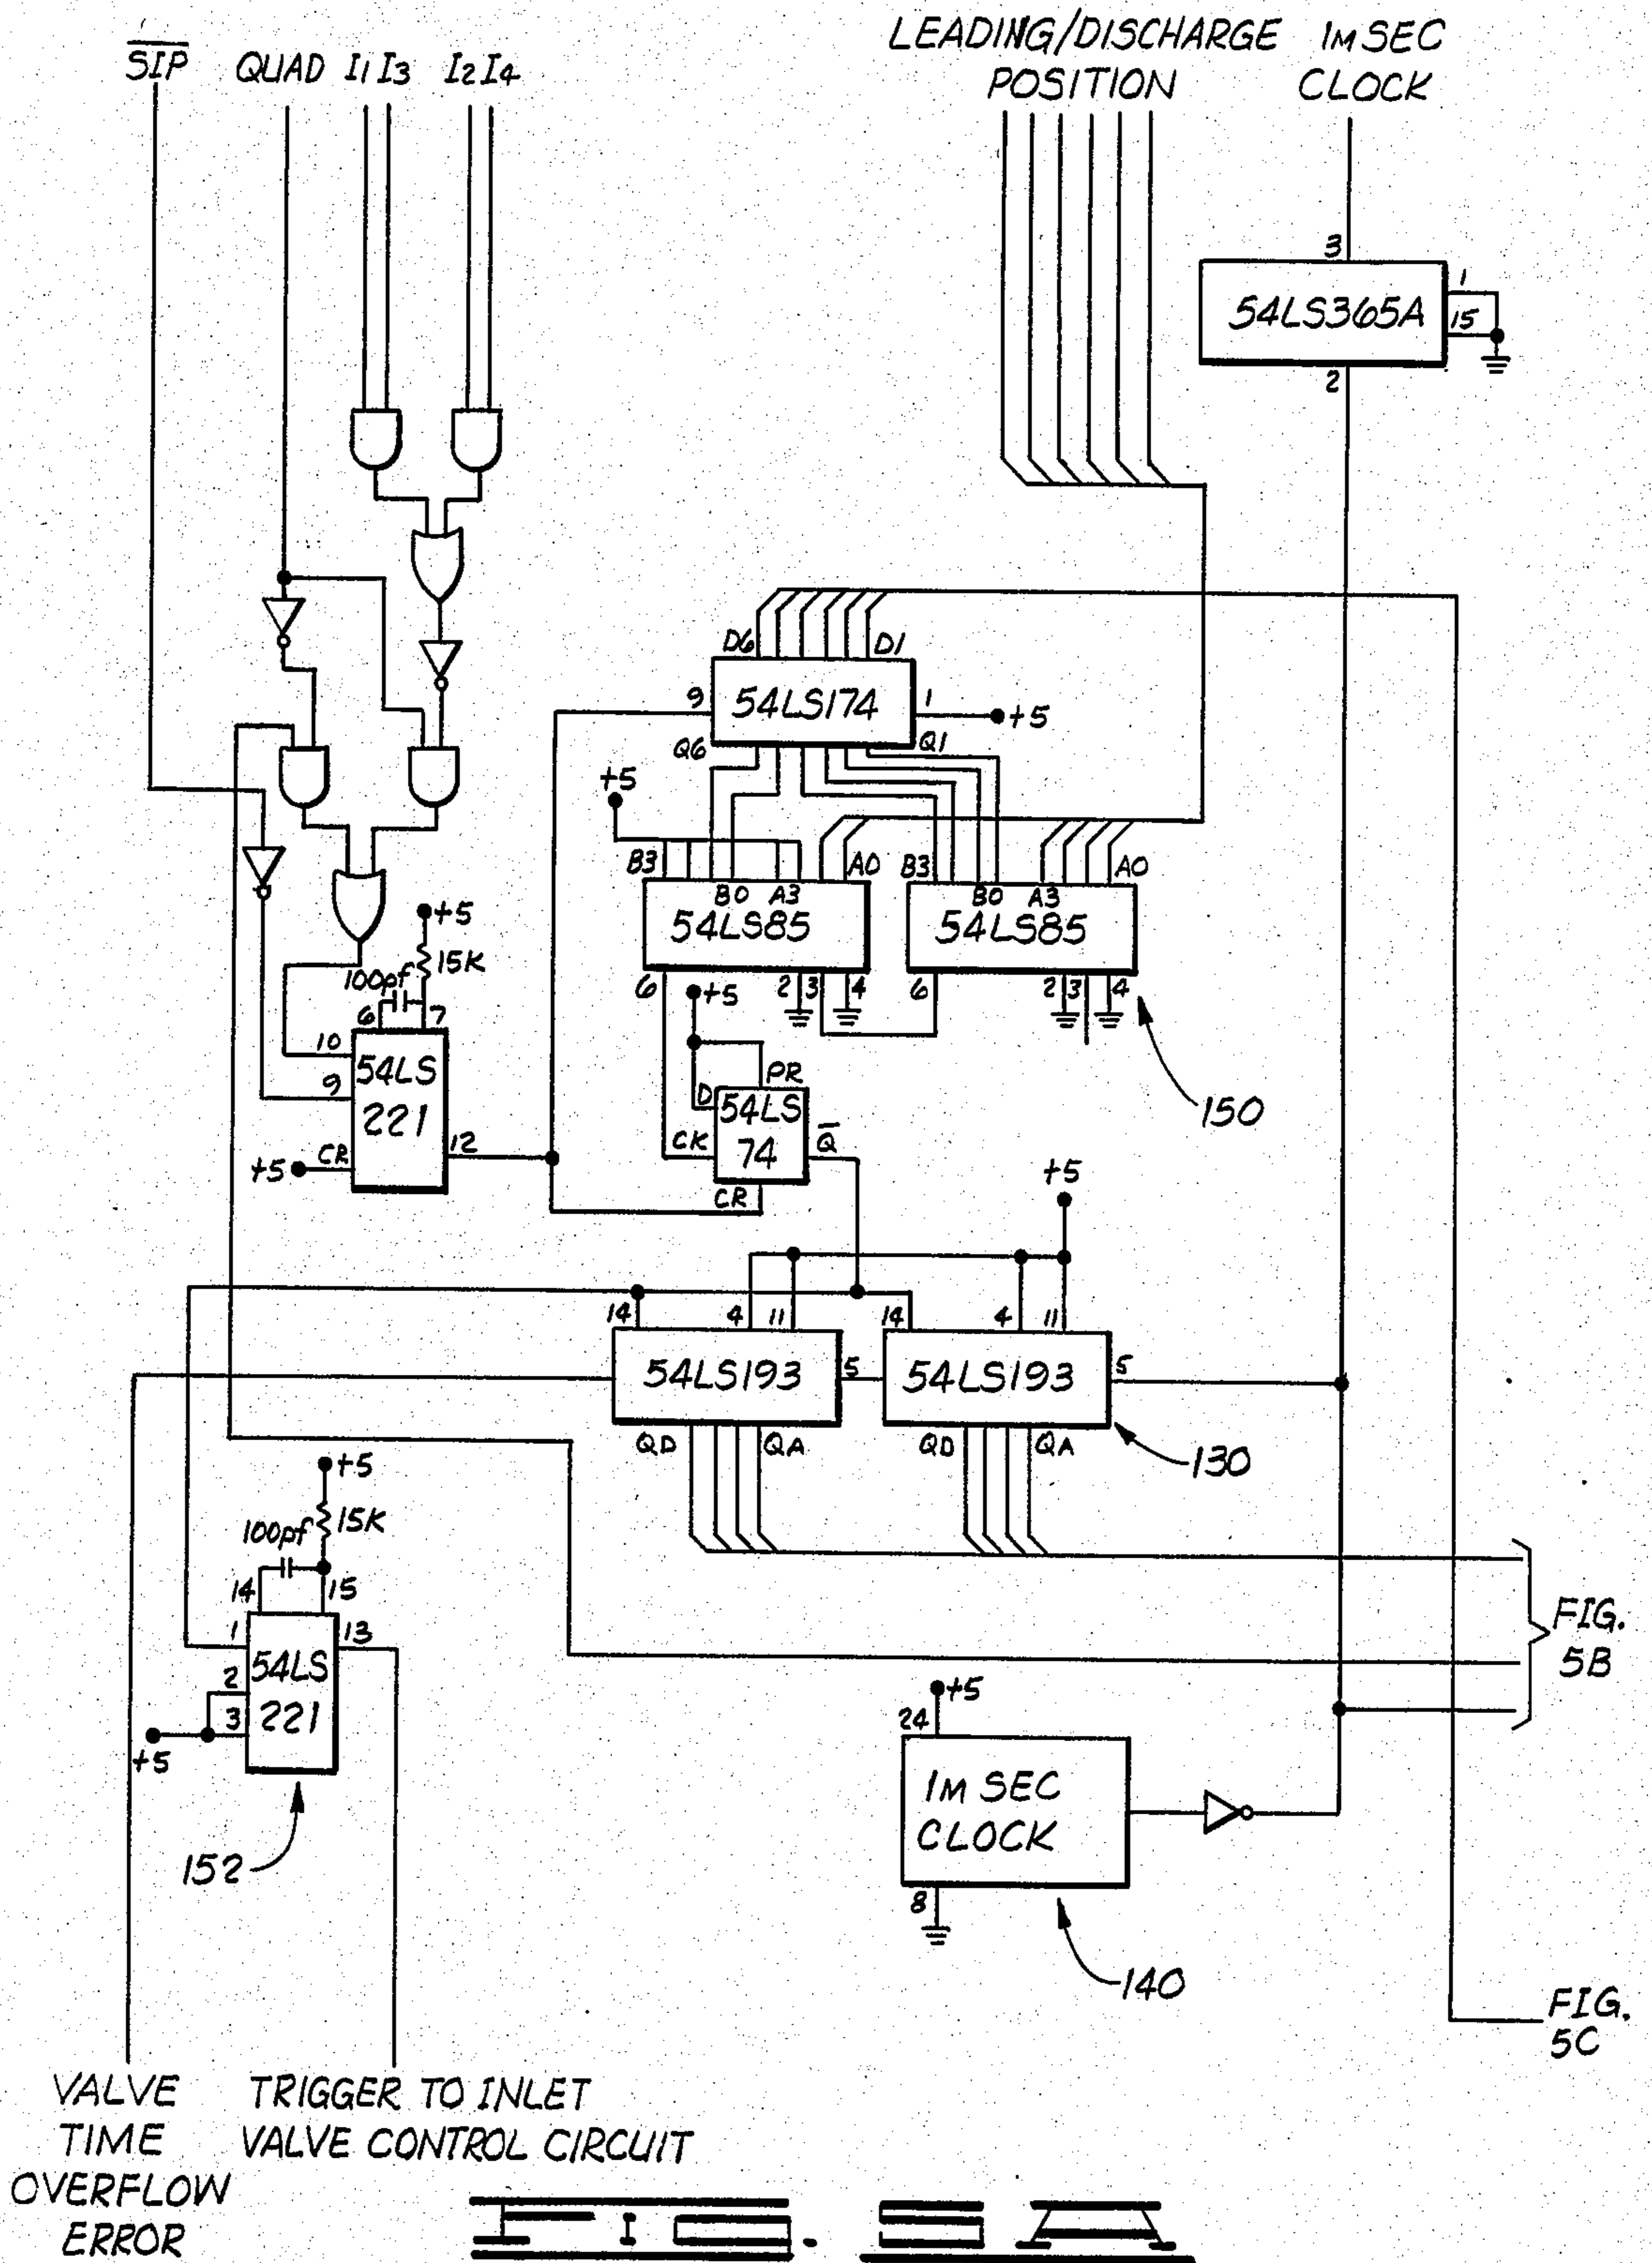 LEADING/DISCHARGE 1M SEC
S̅I̅P̅ QUAD I1 I3 I2 I4 POSITION CLOCK
3
54LS365A 1
15
2
D6 D1
9 54LS174 1 +5
Q6 Q1
+5
B3 A0 B3 A0
B0 A3 B0 A3
54LS85 54LS85
+5
15K
100pf
6 2 3 4 6 2 3 4
6 7 +5
10 54LS
9 221
PR
D 54LS
CK 74 Q̅
150
12
+5 CR
CR
+5
14 4 11 14 4 11
54LS193 5 54LS193 5
QD QA QD QA 130
+5
15K
100pf
14 15
1 13
54LS
2 221
3
+5
152
FIG.
5B
+5
24
1M SEC
CLOCK
8
140
FIG.
5C
VALVE TRIGGER TO INLET
TIME VALVE CONTROL CIRCUIT
OVERFLOW
ERROR
FIG. 5A